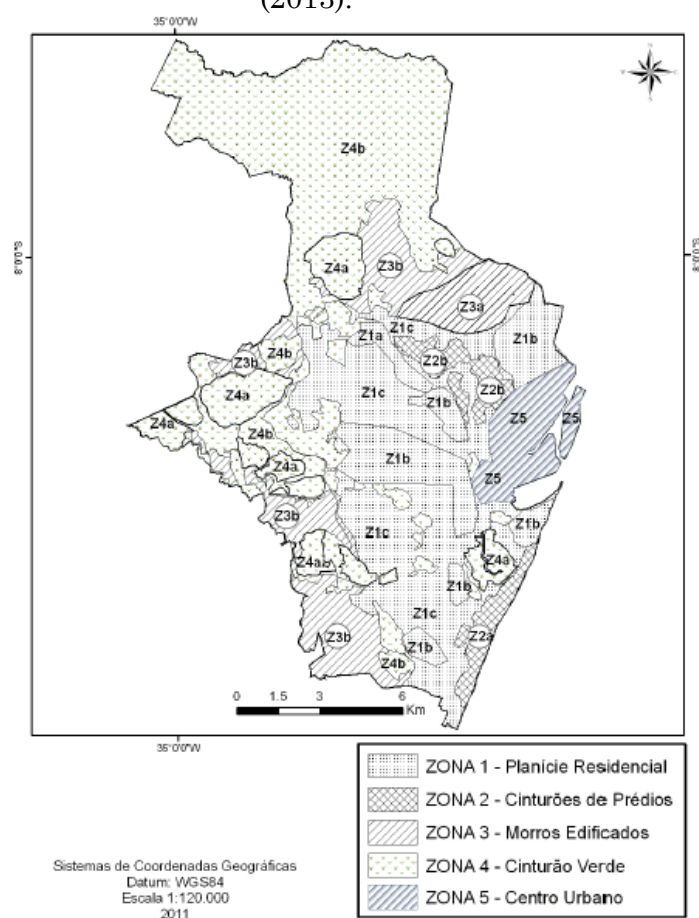 (2013).
35°0'0"W
Z4b
Z4a
Z3b
8°0'0"S
8°0'0"S
Z3a
Z1c
Z1a
Z1b
Z2b
Z4b
Z3b
Z1c
Z2b
Z4a
Z1b
Z4a
Z5
Z5
Z4b
Z1b
Z4a
Z5
Z3b
Z1b
Z1c
Z4a
Z4a
Z1b
Z1c
Z3b
Z2a
Z1b
Z4b
0 1.5 3 6
Km
35°0'0"W
ZONA 1 - Planície Residencial
ZONA 2 - Cinturões de Prédios
ZONA 3 - Morros Edificados
ZONA 4 - Cinturão Verde
ZONA 5 - Centro Urbano
Sistemas de Coordenadas Geográficas
Datum: WGS84
Escala 1:120.000
2011